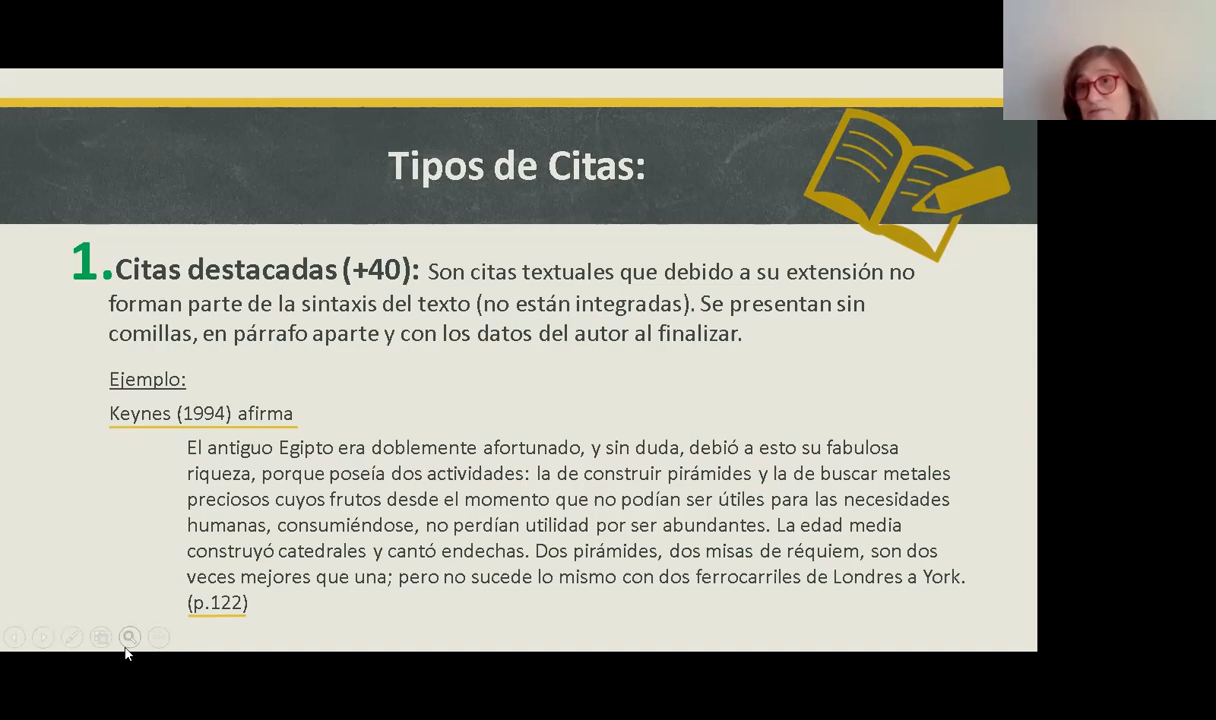 Tipos de Citas:
1.Citas destacadas (+40): Son citas textuales que debido a su extensión no
forman parte de la sintaxis del texto (no están integradas). Se presentan sin
comillas, en párrafo aparte y con los datos del autor al finalizar.
Ejemplo:
Keynes (1994) afirma
El antiguo Egipto era doblemente afortunado, y sin duda, debió a esto su fabulosa
riqueza, porque poseía dos actividades: la de construir pirámides y la de buscar metales
preciosos cuyos frutos desde el momento que no podían ser útiles para las necesidades
humanas, consumiéndose, no perdían utilidad por ser abundantes. La edad media
construyó catedrales y cantó endechas. Dos pirámides, dos misas de réquiem, son dos
veces mejores que una; pero no sucede lo mismo con dos ferrocarriles de Londres a York.
(p.122)